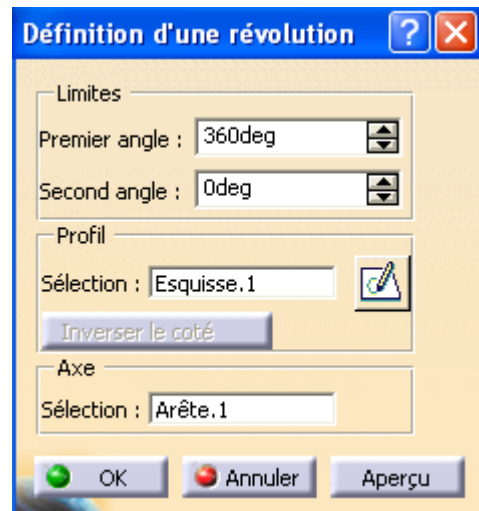 Définition d'une révolution
Limites
Premier angle : 360deg
Second angle : 0deg
Profil
Sélection : Esquisse.1
Inverser le coté
Axe
Sélection : Arête.1
OK Annuler Aperçu